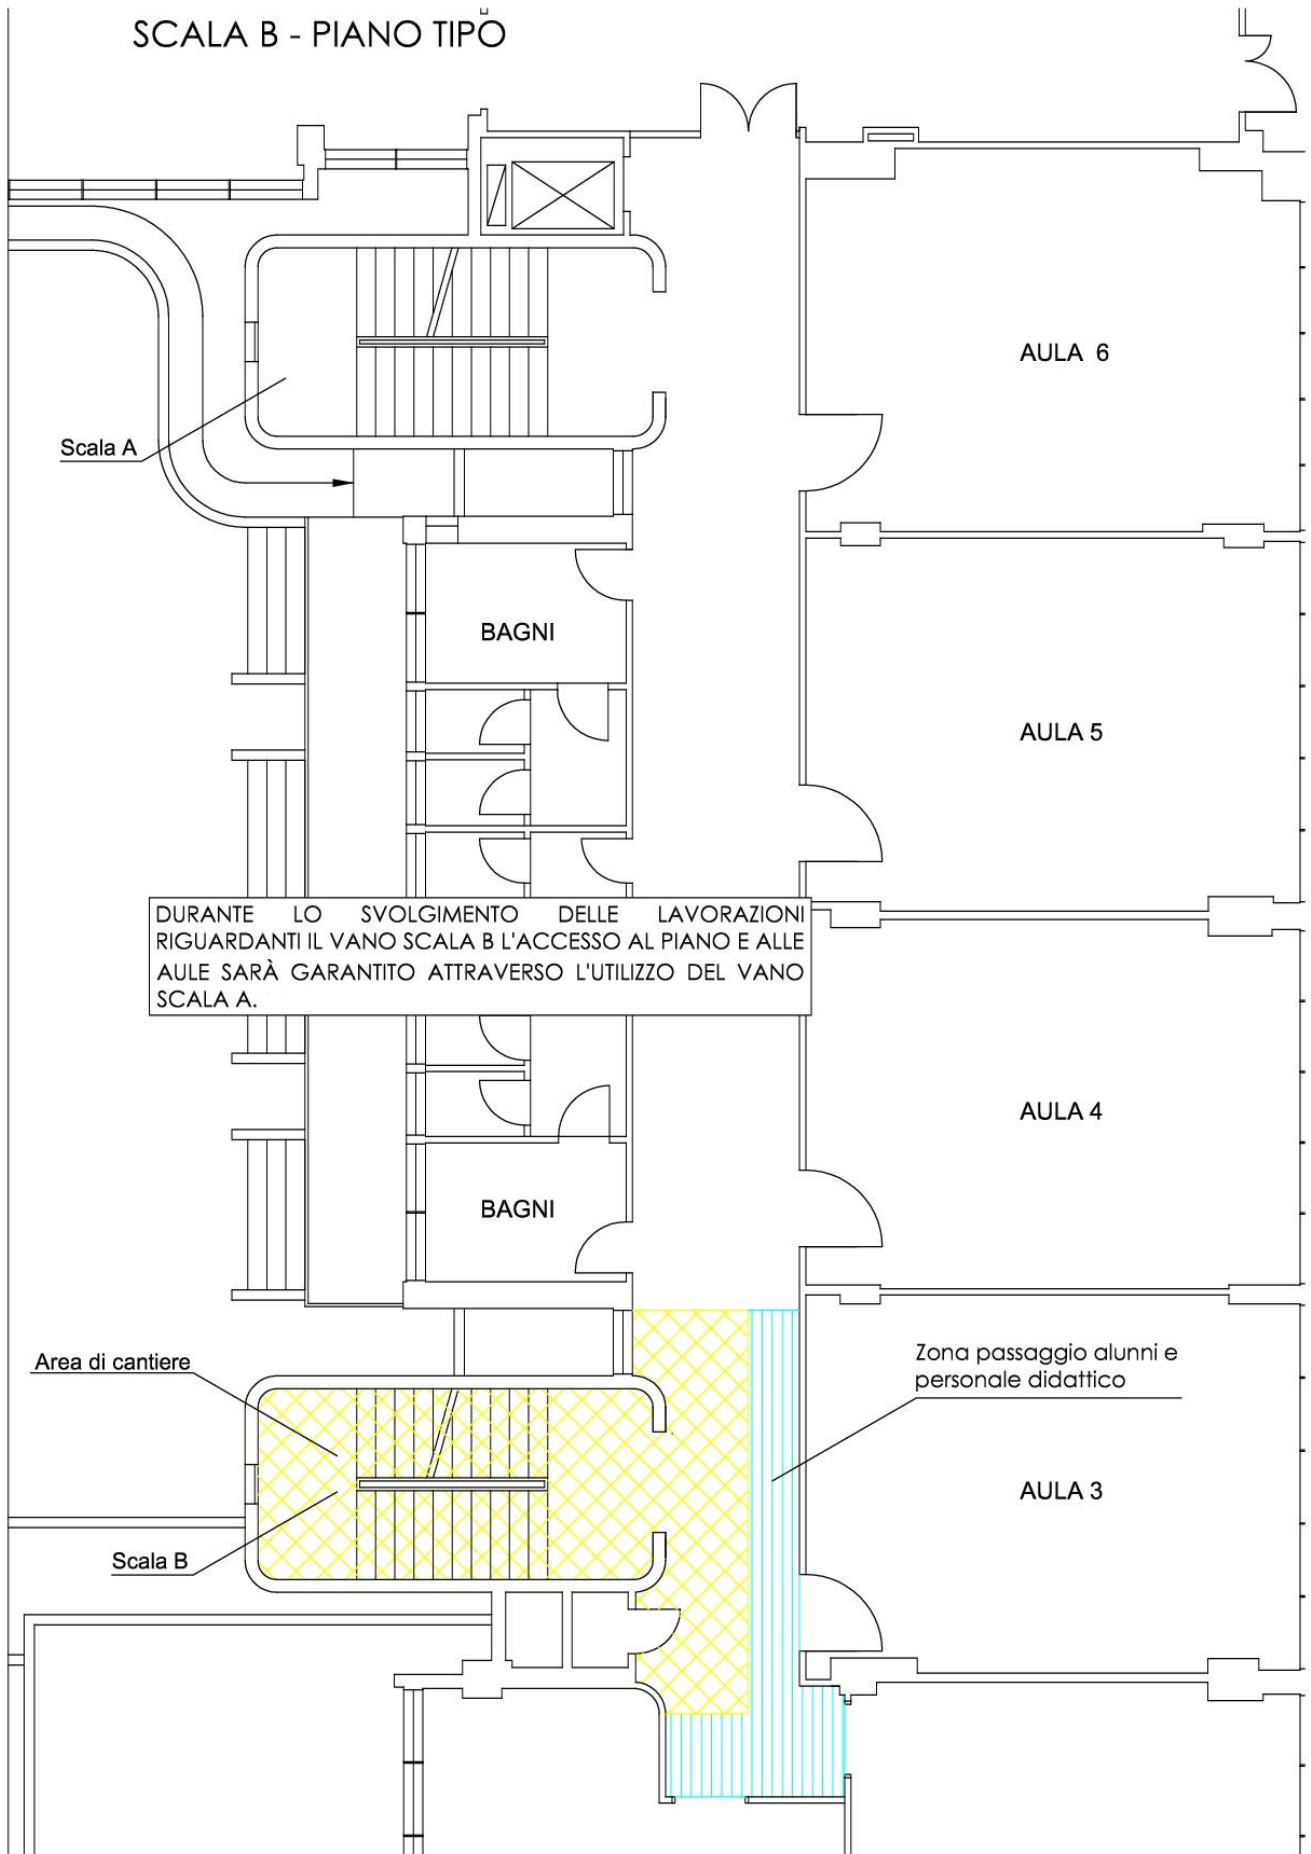 SCALA B - PIANO TIPO
AULA 6
Scala A
BAGNI
AULA 5
DURANTE LO SVOLGIMENTO DELLE LAVORAZIONI
RIGUARDANTI IL VANO SCALA B L'ACCESSO AL PIANO E ALLE
AULE SARÀ GARANTITO ATTRAVERSO L'UTILIZZO DEL VANO
SCALA A.
AULA 4
BAGNI
Area di cantiere
Zona passaggio alunni e
personale didattico
AULA 3
Scala B